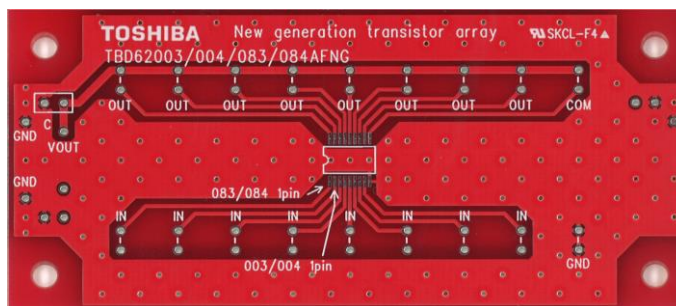 TOSHIBA New generation transistor array SKCL-F4
TBD62003/004/083/084AFNG
OUT OUT OUT OUT OUT OUT OUT OUT COM
C
GND
VOUT
GND
083/084 1pin
IN IN IN IN IN IN IN IN
003/004 1pin
GND